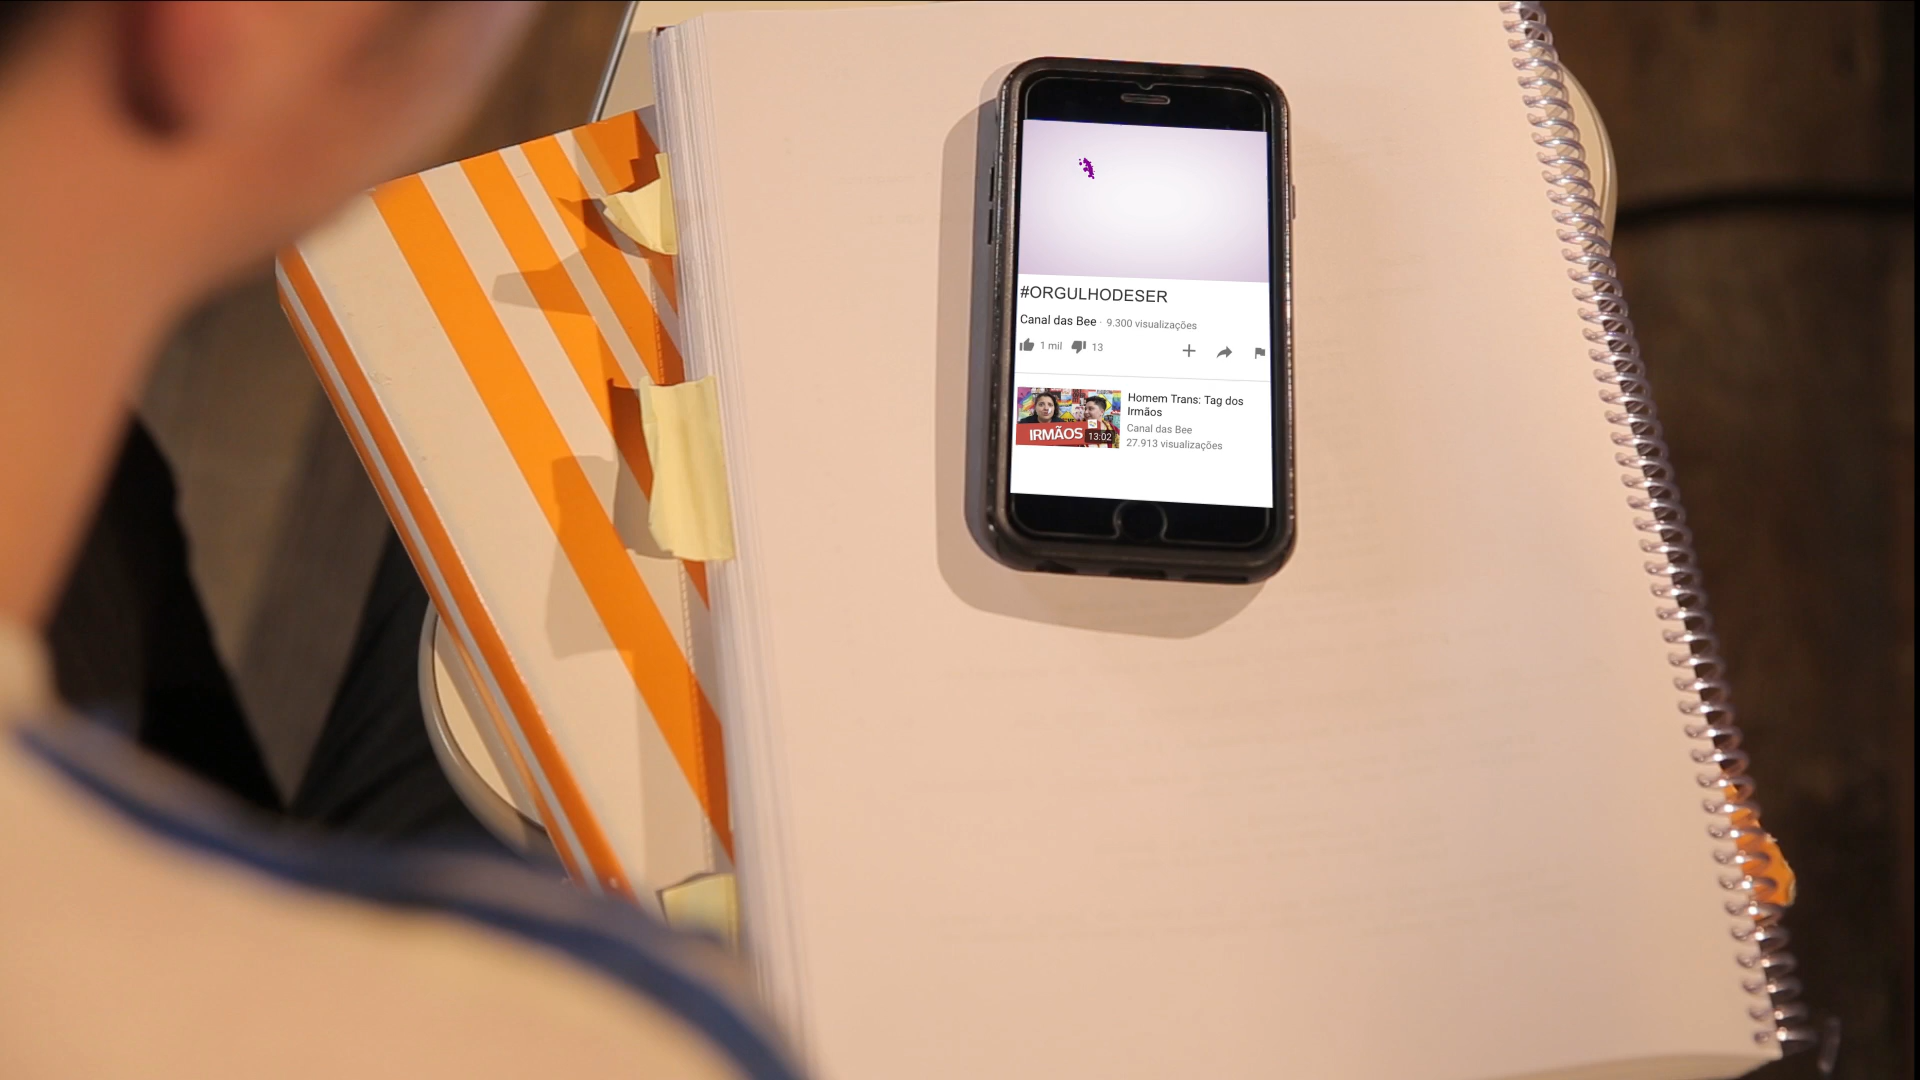 #ORGULHODESER
Canal das Bee · 9.300 visualizações
1 mil 13
Homem Trans: Tag dos
Irmãos
Canal das Bee
27.913 visualizações
IRMÃOS 13:02